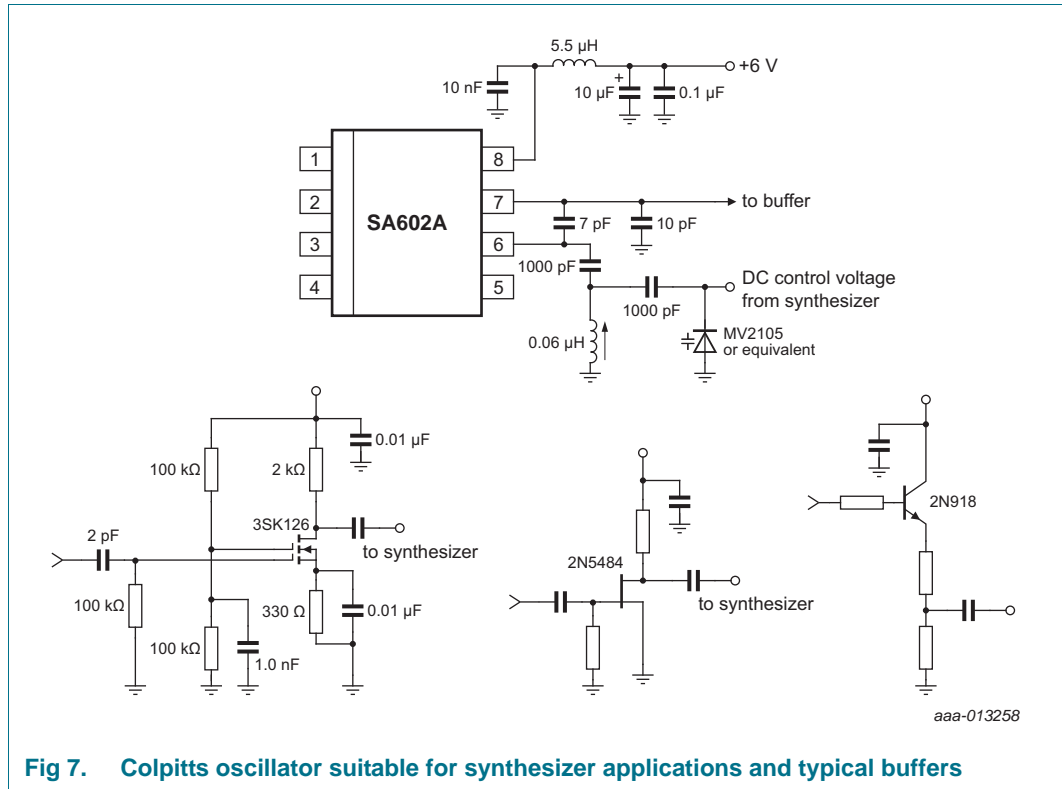 5.5 µH
+6 V
10 nF
+
10 µF
0.1 µF
1
8
2
SA602A
7
to buffer
7 pF
10 pF
3
6
1000 pF
DC control voltage
from synthesizer
4
5
1000 pF
0.06 µH
MV2105
or equivalent
0.01 µF
100 kΩ
2 kΩ
3SK126
2 pF
to synthesizer
100 kΩ
330 Ω
0.01 µF
100 kΩ
1.0 nF
2N5484
to synthesizer
2N918
aaa-013258
Fig 7. Colpitts oscillator suitable for synthesizer applications and typical buffers